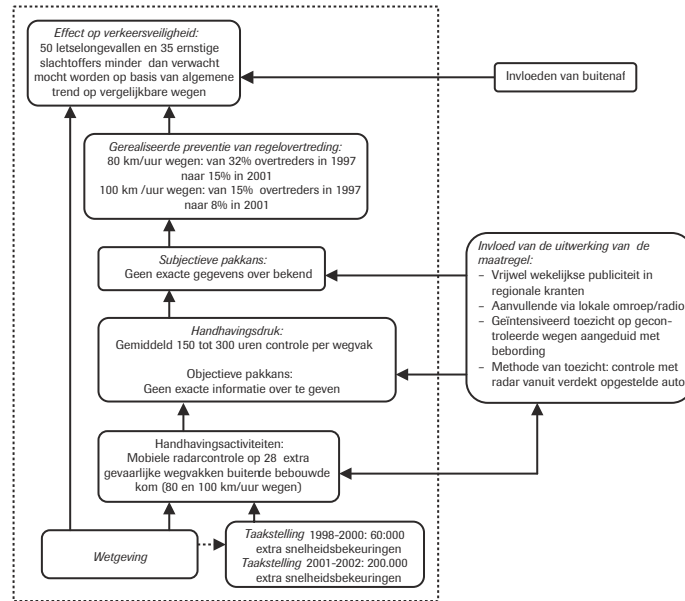 Effect op verkeersveiligheid:
50 letselongevallen en 35 ernstige
slachtoffers minder dan verwacht
mocht worden op basis van algemene
trend op vergelijkbare wegen
Invloeden van buitenaf
Gerealiseerde preventie van regelovertreding:
80 km/uur wegen: van 32% overtreders in 1997
naar 15% in 2001
100 km /uur wegen: van 15% overtreders in 1997
naar 8% in 2001
Subjectieve pakkans:
Geen exacte gegevens over bekend
Invloed van de uitwerking van de
maatregel:
– Vrijwel wekelijkse publiciteit in
regionale kranten
– Aanvullende via lokale omroep/radio
– Geïntensiveerd toezicht op gecon-
troleerde wegen aangeduid met
bebording
– Methode van toezicht: controle met
radar vanuit verdekt opgestelde auto
Handhavingsdruk:
Gemiddeld 150 tot 300 uren controle per wegvak
Objectieve pakkans:
Geen exacte informatie over te geven
Handhavingsactiviteiten:
Mobiele radarcontrole op 28 extra
gevaarlijke wegvakken buiten de bebouwde
kom (80 en 100 km/uur wegen)
Wetgeving
Taakstelling 1998-2000: 60:000
extra snelheidsbekeuringen
Taakstelling 2001-2002: 200.000
extra snelheidsbekeuringen